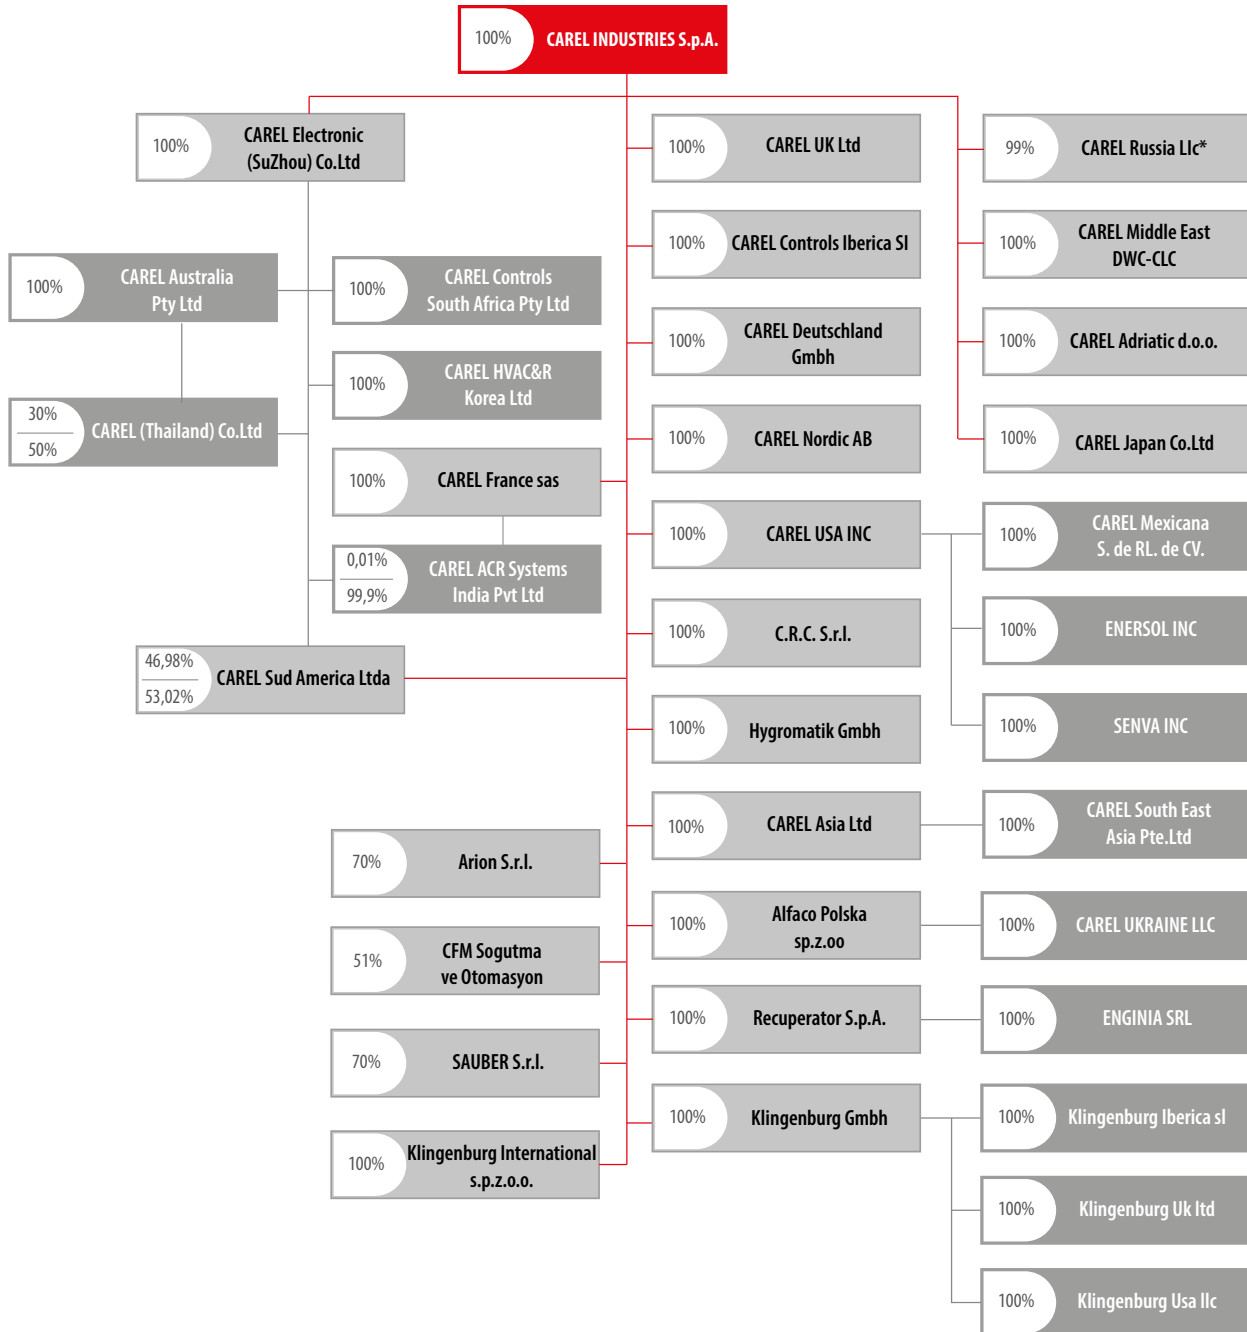 100%
CAREL INDUSTRIES S.p.A.
100%
CAREL Electronic
(SuZhou) Co.Ltd
100%
CAREL UK Ltd
99%
CAREL Russia Llc*
100%
CAREL Controls Iberica Sl
100%
CAREL Middle East
DWC-CLC
100%
CAREL Australia
Pty Ltd
100%
CAREL Controls
South Africa Pty Ltd
100%
CAREL Deutschland
Gmbh
100%
CAREL Adriatic d.o.o.
100%
CAREL HVAC&R
Korea Ltd
30%
50%
CAREL (Thailand) Co.Ltd
100%
CAREL Nordic AB
100%
CAREL Japan Co.Ltd
100%
CAREL France sas
100%
CAREL USA INC
100%
CAREL Mexicana
S. de RL. de CV.
0,01%
99,9%
CAREL ACR Systems
India Pvt Ltd
100%
C.R.C. S.r.l.
100%
ENERSOL INC
46,98%
53,02%
CAREL Sud America Ltda
100%
Hygromatik Gmbh
100%
SENVA INC
100%
CAREL Asia Ltd
100%
CAREL South East
Asia Pte.Ltd
70%
Arion S.r.l.
100%
Alfaco Polska
sp.z.oo
100%
CAREL UKRAINE LLC
51%
CFM Sogutma
ve Otomasyon
100%
Recuperator S.p.A.
100%
ENGINIA SRL
70%
SAUBER S.r.l.
100%
Klingenburg Gmbh
100%
Klingenburg Iberica sl
100%
Klingenburg International
s.p.z.o.o.
100%
Klingenburg Uk ltd
100%
Klingenburg Usa llc